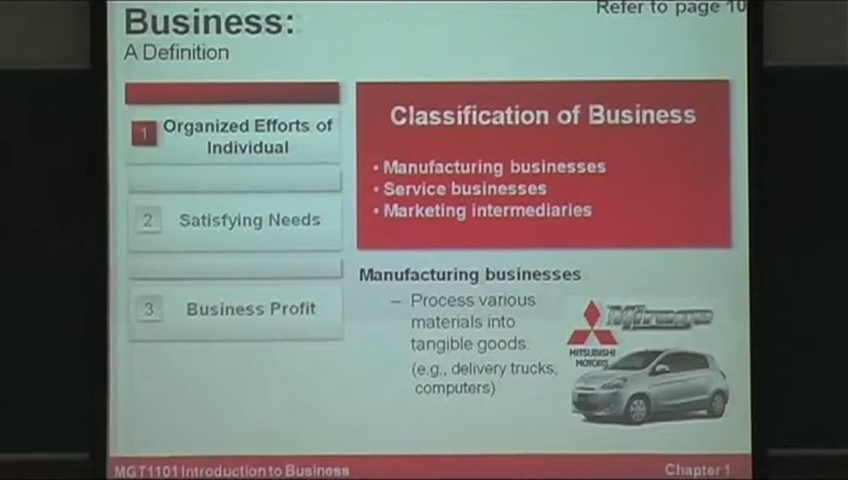 Refer to page 10
Business:
A Definition
1
Organized Efforts of
Individual
2
Satisfying Needs
3
Business Profit
Classification of Business
• Manufacturing businesses
• Service businesses
• Marketing intermediaries
Manufacturing businesses
– Process various
materials into
tangible goods.
(e.g., delivery trucks,
computers)
Mirage
MITSUBISHI
MOTORS
MGT1101 Introduction to Business
Chapter 1